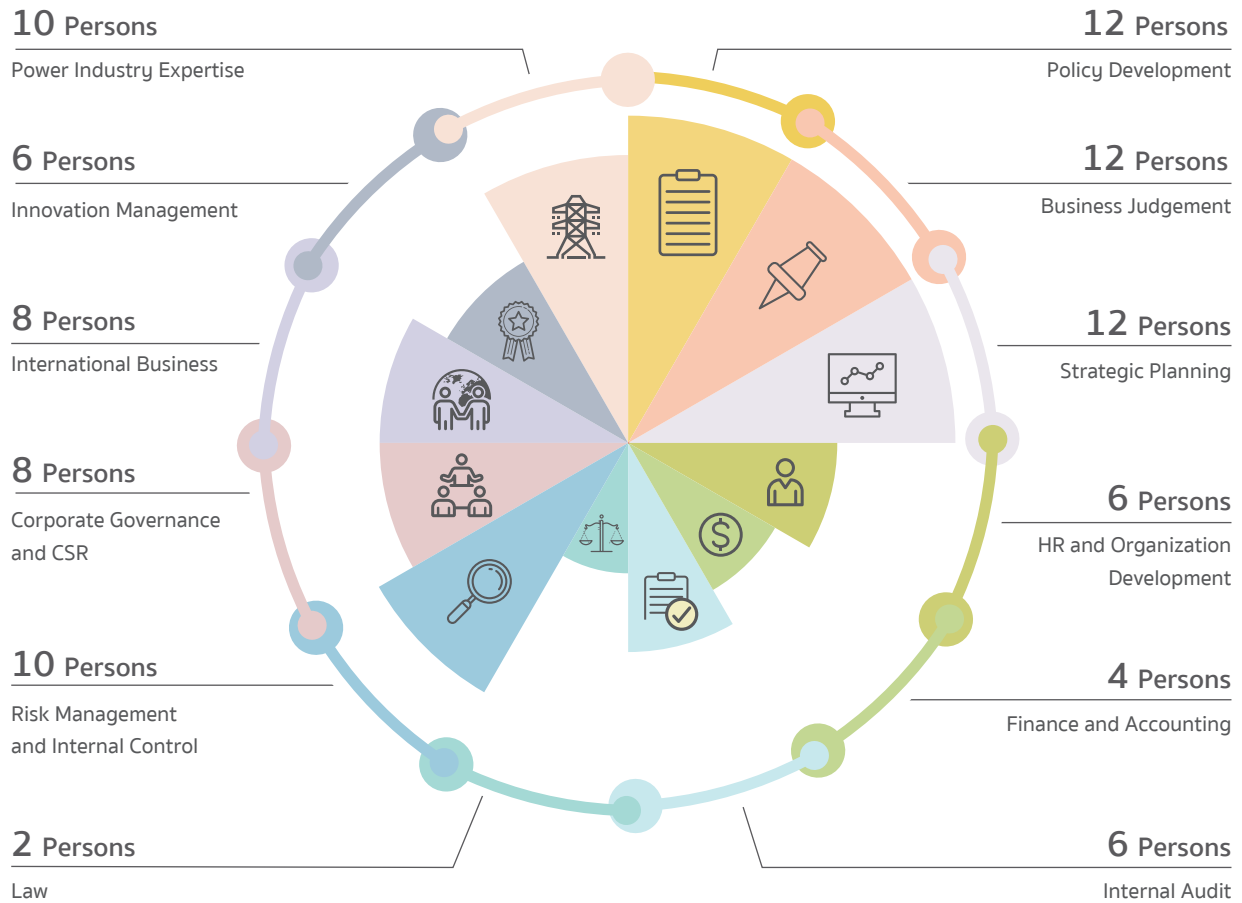 10 Persons
Power Industry Expertise
6 Persons
Innovation Management
8 Persons
International Business
8 Persons
Corporate Governance
and CSR
10 Persons
Risk Management
and Internal Control
2 Persons
Law
12 Persons
Policy Development
12 Persons
Business Judgement
12 Persons
Strategic Planning
6 Persons
HR and Organization
Development
4 Persons
Finance and Accounting
6 Persons
Internal Audit